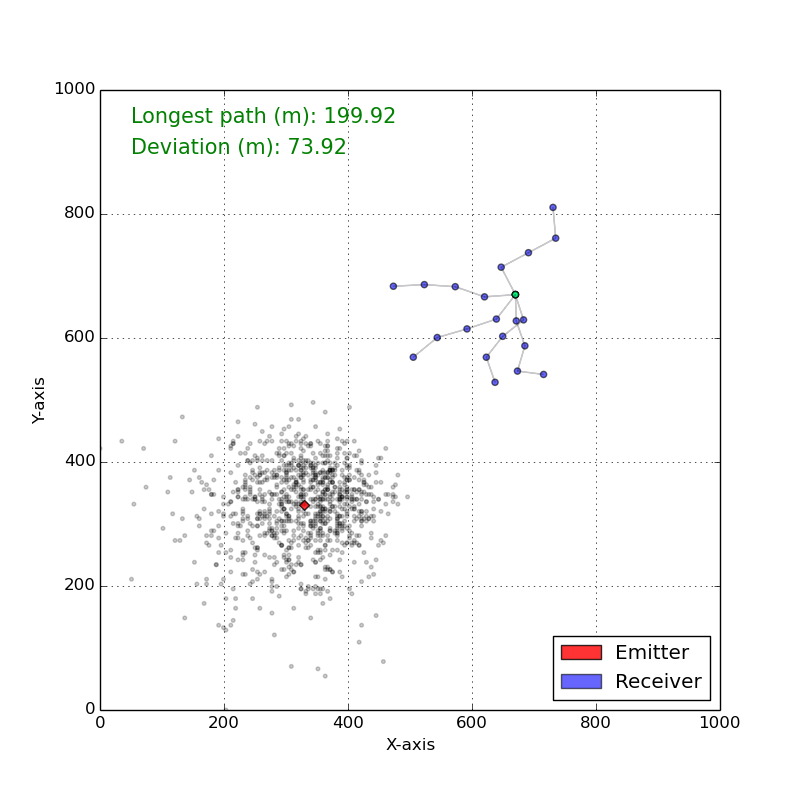 1000
Longest path (m): 199.92
Deviation (m): 73.92
800
600
Y-axis
400
200
Emitter
Receiver
0
0 200 400 600 800 1000
X-axis